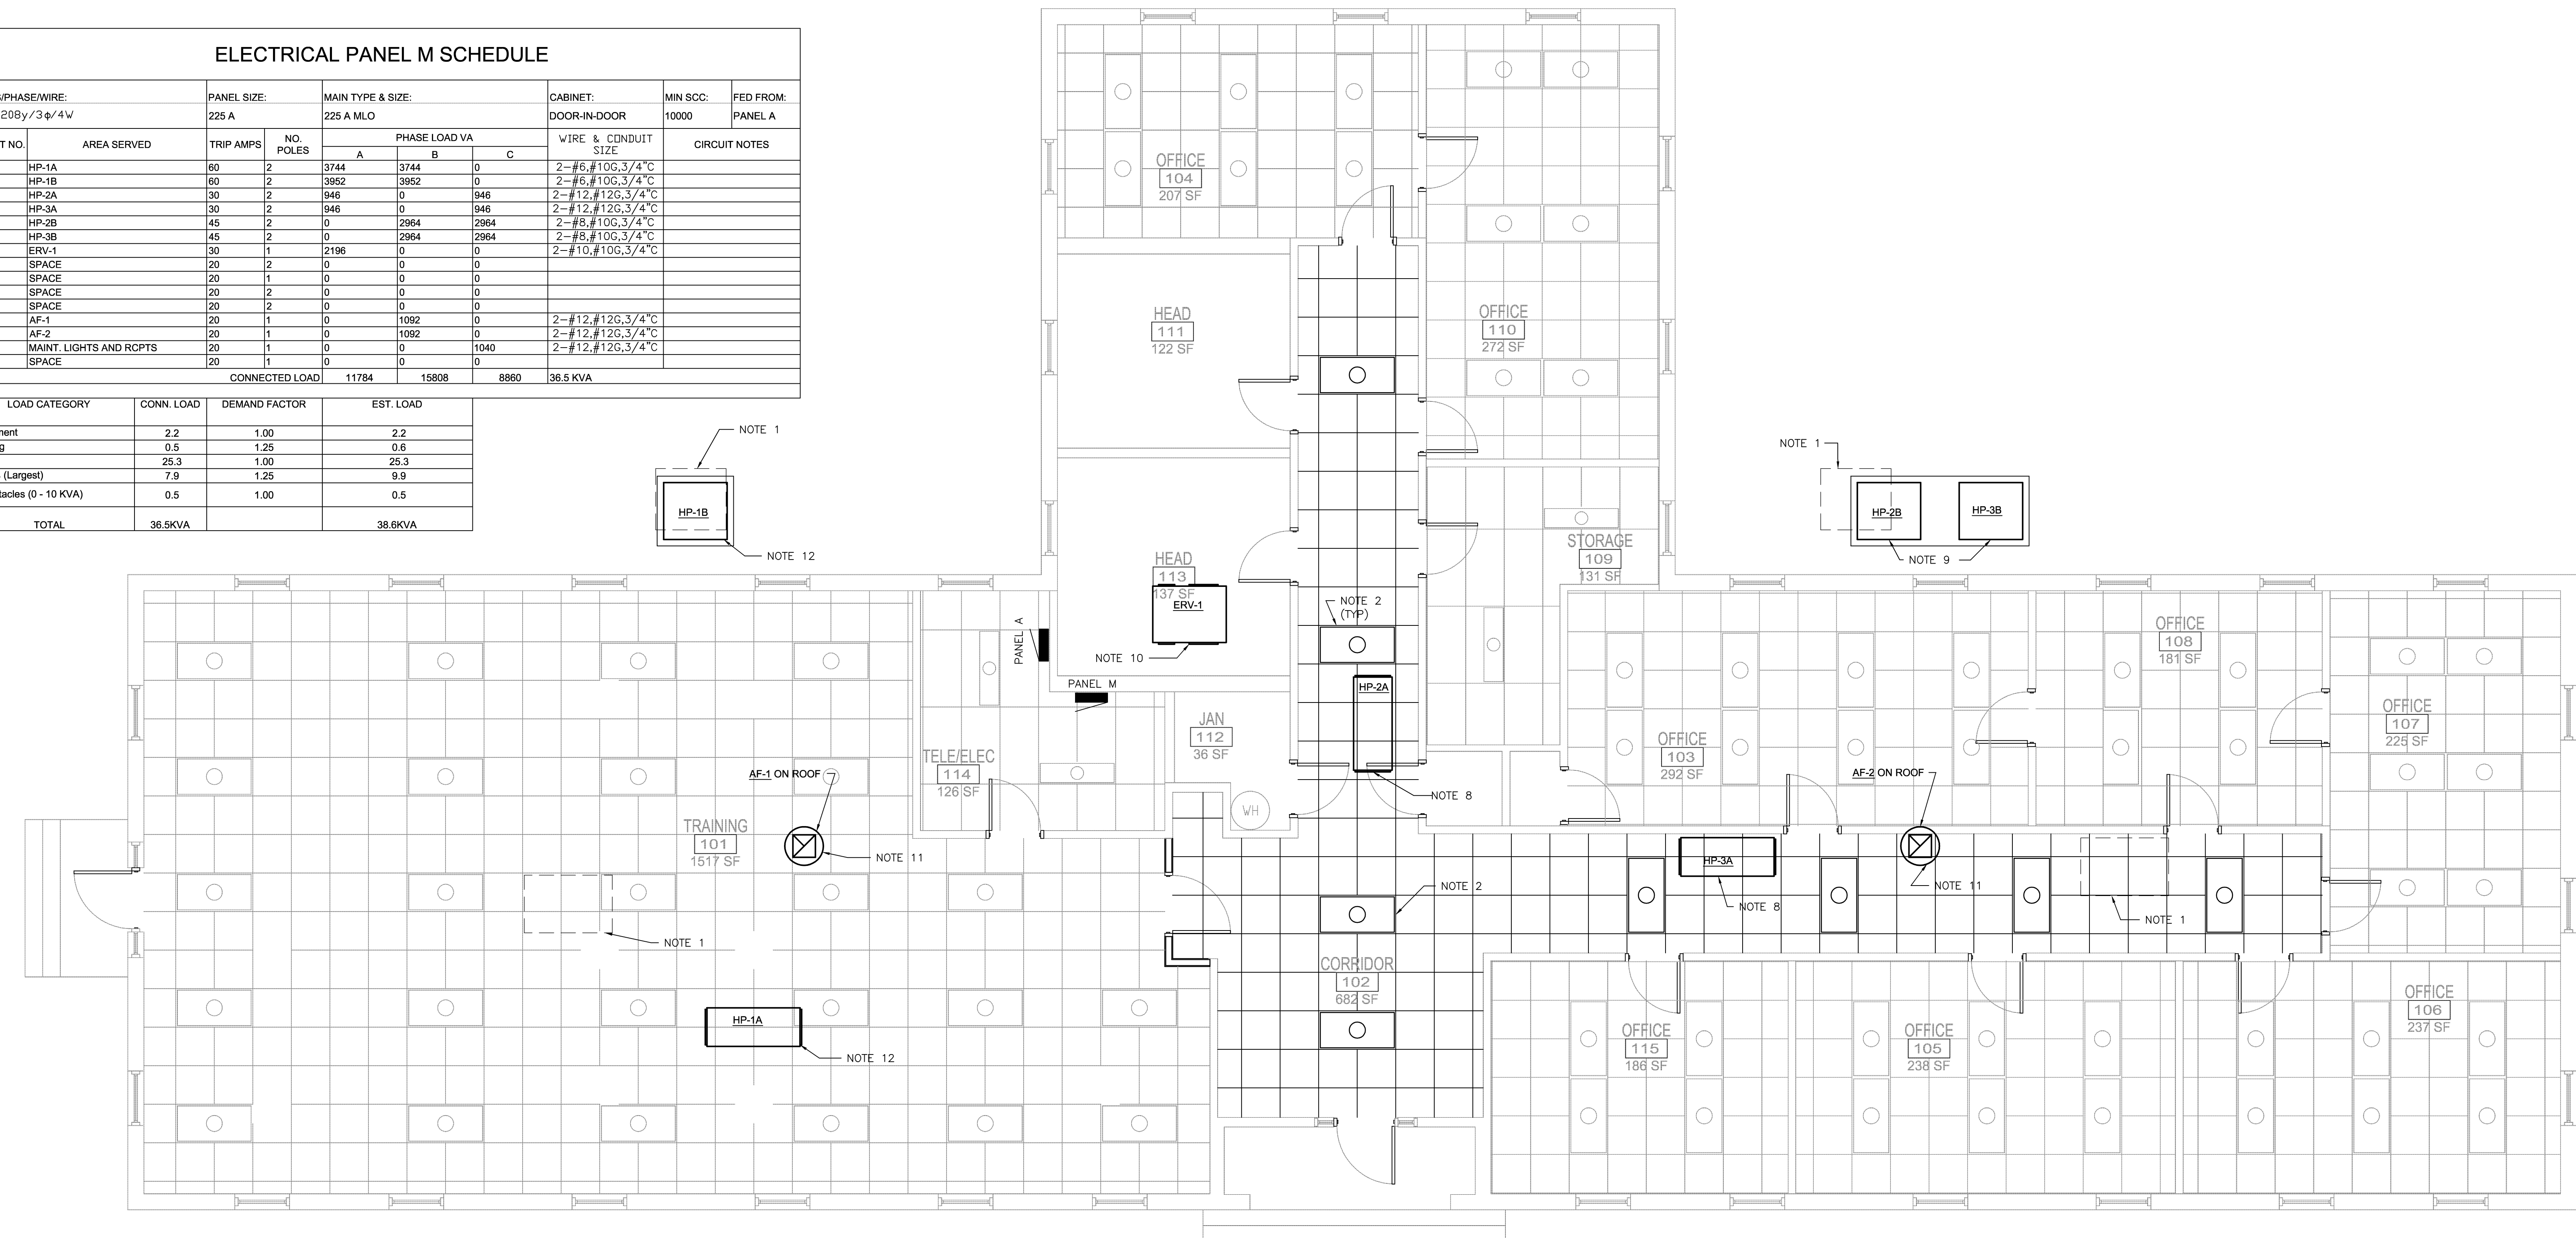 ELECTRICAL PANEL M SCHEDULE
/PHASE/WIRE: PANEL SIZE: MAIN TYPE & SIZE: CABINET: MIN SCC: FED FROM:
208y/3ϕ/4W 225 A 225 A MLO DOOR-IN-DOOR 10000 PANEL A
T NO. AREA SERVED TRIP AMPS NO. POLES PHASE LOAD VA WIRE & CONDUIT SIZE CIRCUIT NOTES
A B C
HP-1A 60 2 3744 3744 0 2-#6,#10G,3/4"C
HP-1B 60 2 3952 3952 0 2-#6,#10G,3/4"C
HP-2A 30 2 946 0 946 2-#12,#12G,3/4"C
HP-3A 30 2 946 0 946 2-#12,#12G,3/4"C
HP-2B 45 2 0 2964 2964 2-#8,#10G,3/4"C
HP-3B 45 2 0 2964 2964 2-#8,#10G,3/4"C
ERV-1 30 1 2196 0 0 2-#10,#10G,3/4"C
SPACE 20 2 0 0 0
SPACE 20 1 0 0 0
SPACE 20 2 0 0 0
SPACE 20 2 0 0 0
AF-1 20 1 0 1092 0 2-#12,#12G,3/4"C
AF-2 20 1 0 1092 0 2-#12,#12G,3/4"C
MAINT. LIGHTS AND RCPTS 20 1 0 0 1040 2-#12,#12G,3/4"C
SPACE 20 1 0 0 0
CONNECTED LOAD 11784 15808 8860 36.5 KVA
LOAD CATEGORY CONN. LOAD DEMAND FACTOR EST. LOAD
ment 2.2 1.00 2.2
g 0.5 1.25 0.6
25.3 1.00 25.3
(Largest) 7.9 1.25 9.9
tacles (0 - 10 KVA) 0.5 1.00 0.5
TOTAL 36.5KVA 38.6KVA
NOTE 1
HP-1B
NOTE 12
OFFICE
104
207 SF
HEAD
111
122 SF
OFFICE
110
272 SF
NOTE 1
HP-2B
HP-3B
NOTE 9
HEAD
113
137 SF
ERV-1
NOTE 10
STORAGE
109
131 SF
NOTE 2
(TYP)
PANEL A
PANEL M
HP-2A
NOTE 8
JAN
112
36 SF
WH
TELE/ELEC
114
126 SF
OFFICE
108
181 SF
OFFICE
107
225 SF
OFFICE
103
292 SF
AF-1 ON ROOF
NOTE 11
TRAINING
101
1517 SF
NOTE 1
AF-2 ON ROOF
NOTE 11
HP-3A
NOTE 8
NOTE 1
NOTE 2
CORRIDOR
102
682 SF
HP-1A
NOTE 12
OFFICE
115
186 SF
OFFICE
105
238 SF
OFFICE
106
237 SF